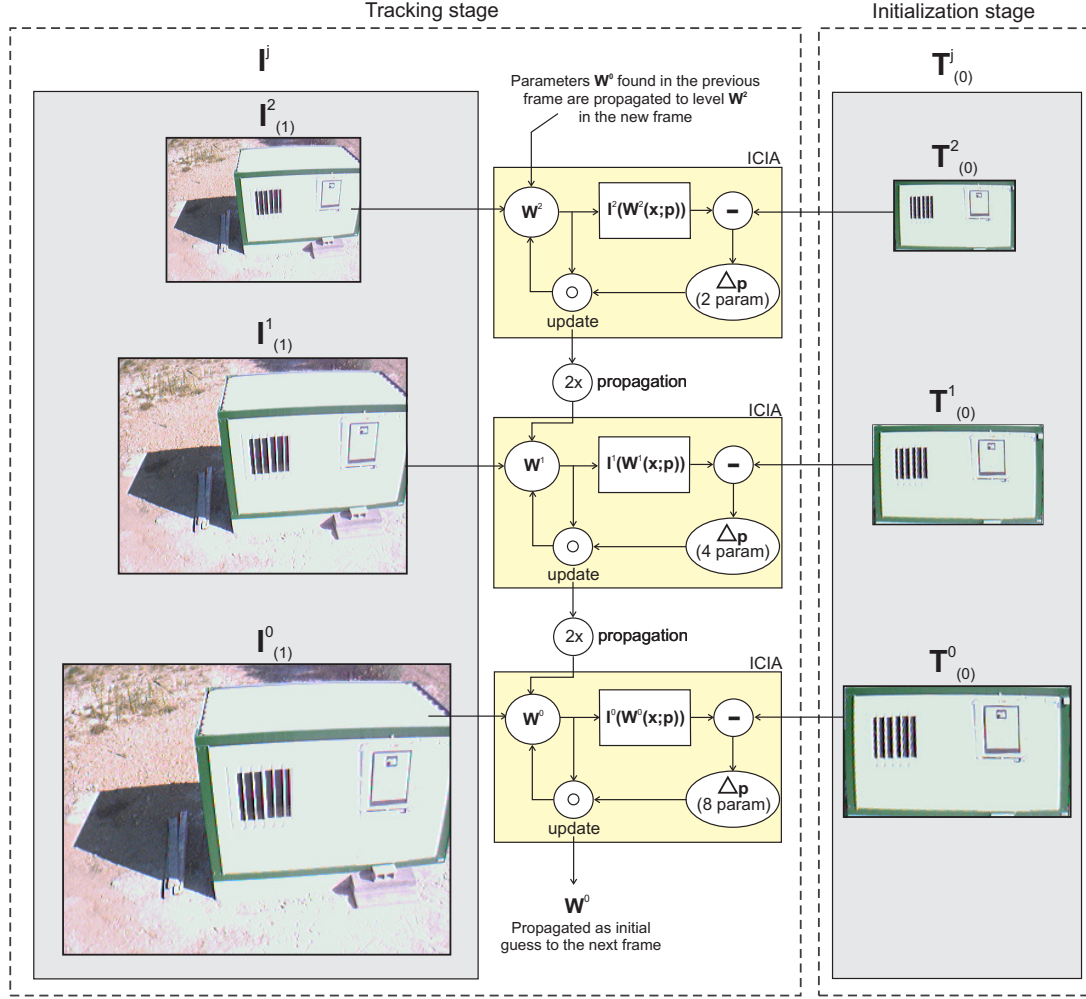 Tracking stage
Initialization stage
I^j
T^j_(0)
Parameters W^0 found in the previous
frame are propagated to level W^2
in the new frame
I^2_(1)
T^2_(0)
ICIA
W^2
I^2(W^2(x;p))
−
△p
(2 param)
update
I^1_(1)
2x propagation
T^1_(0)
ICIA
W^1
I^1(W^1(x;p))
−
△p
(4 param)
update
I^0_(1)
2x propagation
T^0_(0)
ICIA
W^0
I^0(W^0(x;p))
−
△p
(8 param)
update
W^0
Propagated as initial
guess to the next frame